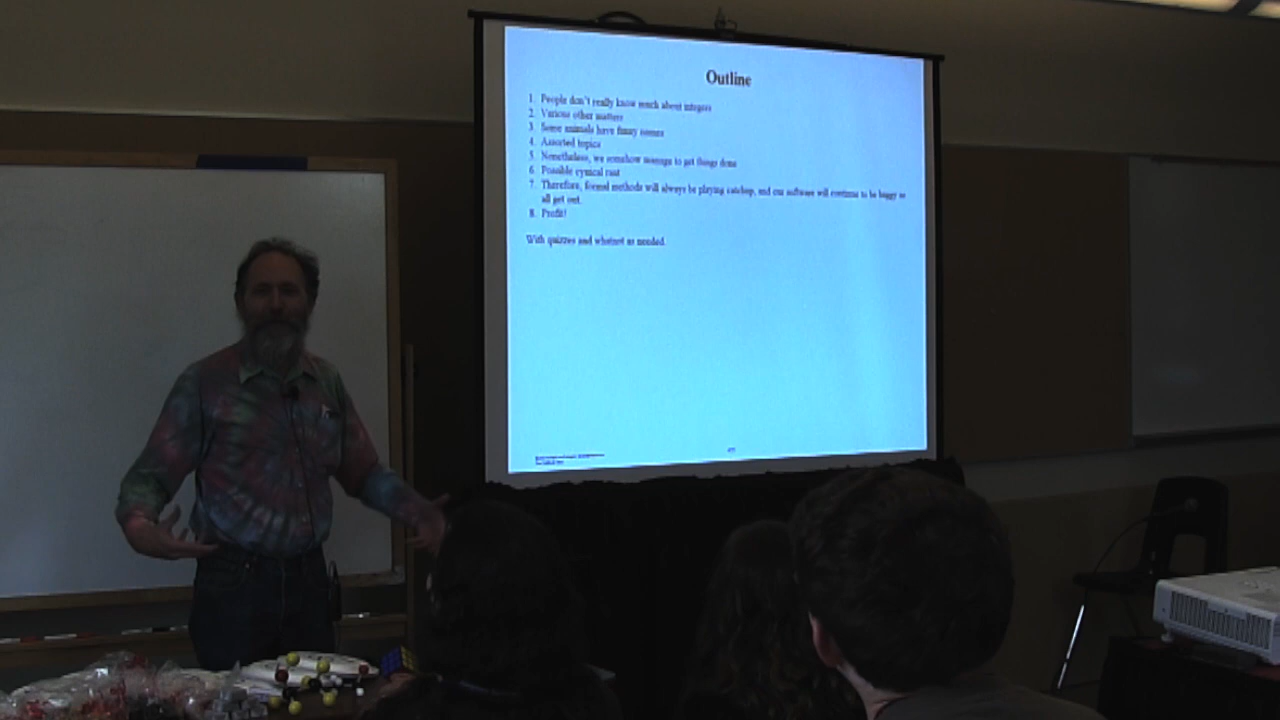 Outline
1. People don't really know much about integers
2. Various other matters
3. Some animals have funny names
4. Assorted topics
5. Nonetheless, we somehow manage to get things done
6. Possible cynical rant
7. Therefore, formal methods will always be playing catchup, and our software will continue to be buggy as
all get out.
8. Profit!
With quizzes and whatnot as needed.